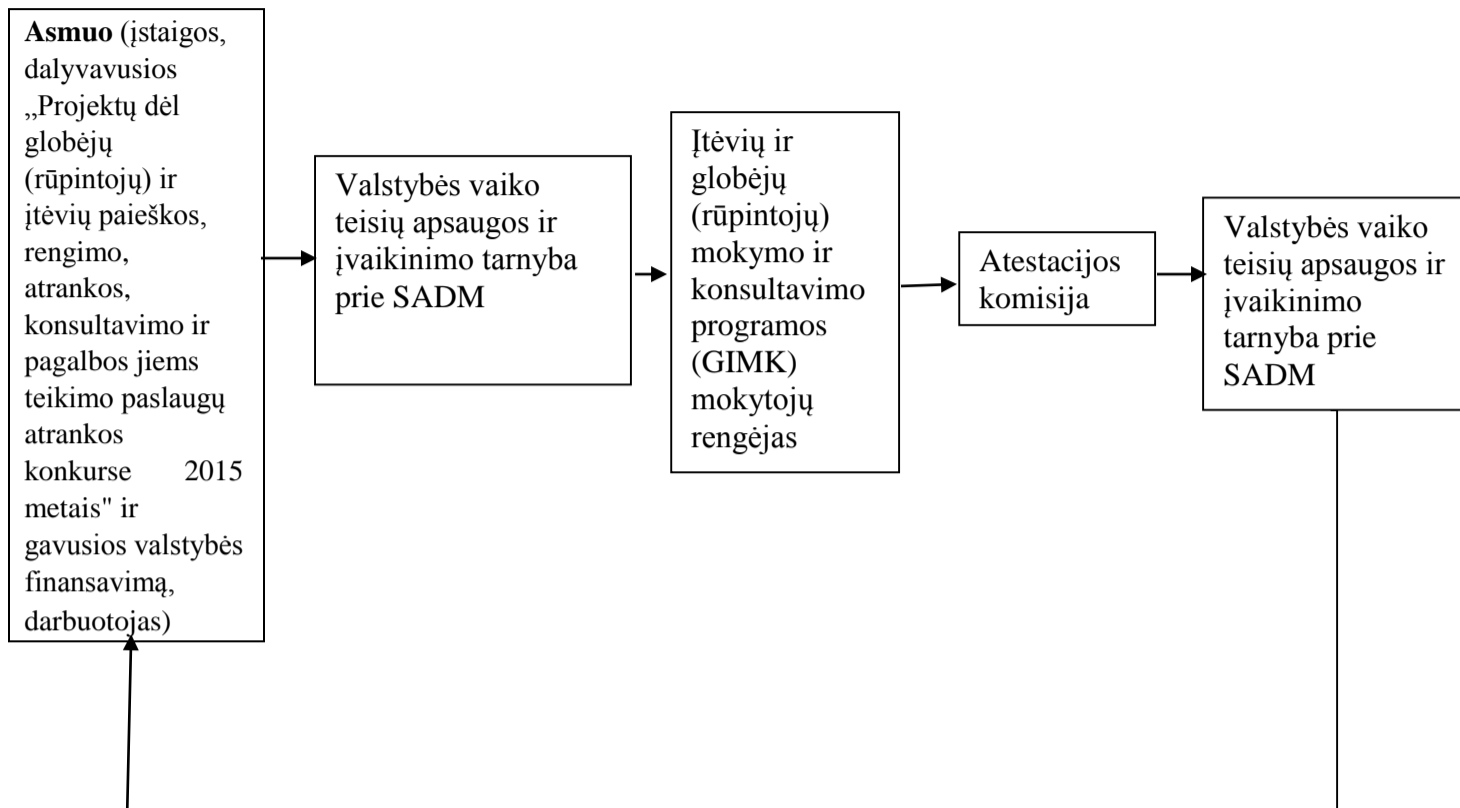 Asmuo (įstaigos,
dalyvavusios
„Projektų dėl
globėjų
(rūpintojų) ir
įtėvių paieškos,
rengimo,
atrankos,
konsultavimo ir
pagalbos jiems
teikimo paslaugų
atrankos
konkurse 2015
metais" ir
gavusios valstybės
finansavimą,
darbuotojas)
Valstybės vaiko
teisių apsaugos ir
įvaikinimo tarnyba
prie SADM
Įtėvių ir
globėjų
(rūpintojų)
mokymo ir
konsultavimo
programos
(GIMK)
mokytojų
rengėjas
Atestacijos
komisija
Valstybės vaiko
teisių apsaugos ir
įvaikinimo
tarnyba prie
SADM